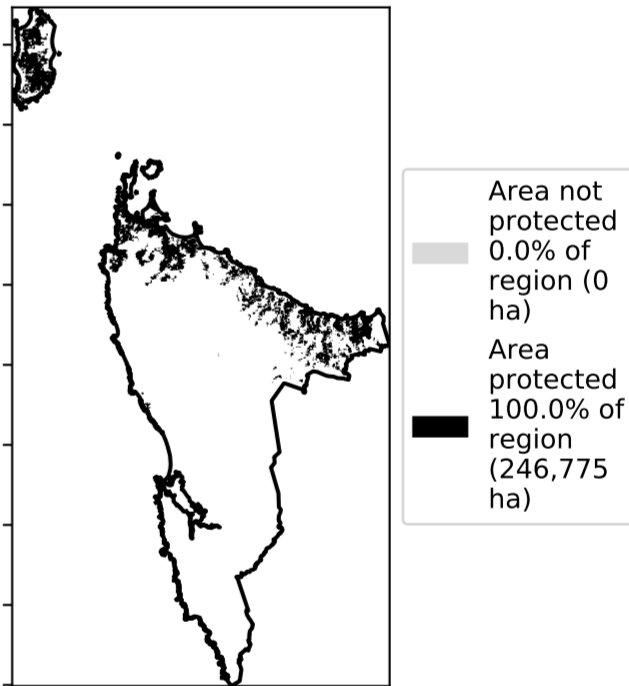 Area not
protected
0.0% of
region (0
ha)
Area
protected
100.0% of
region
(246,775
ha)